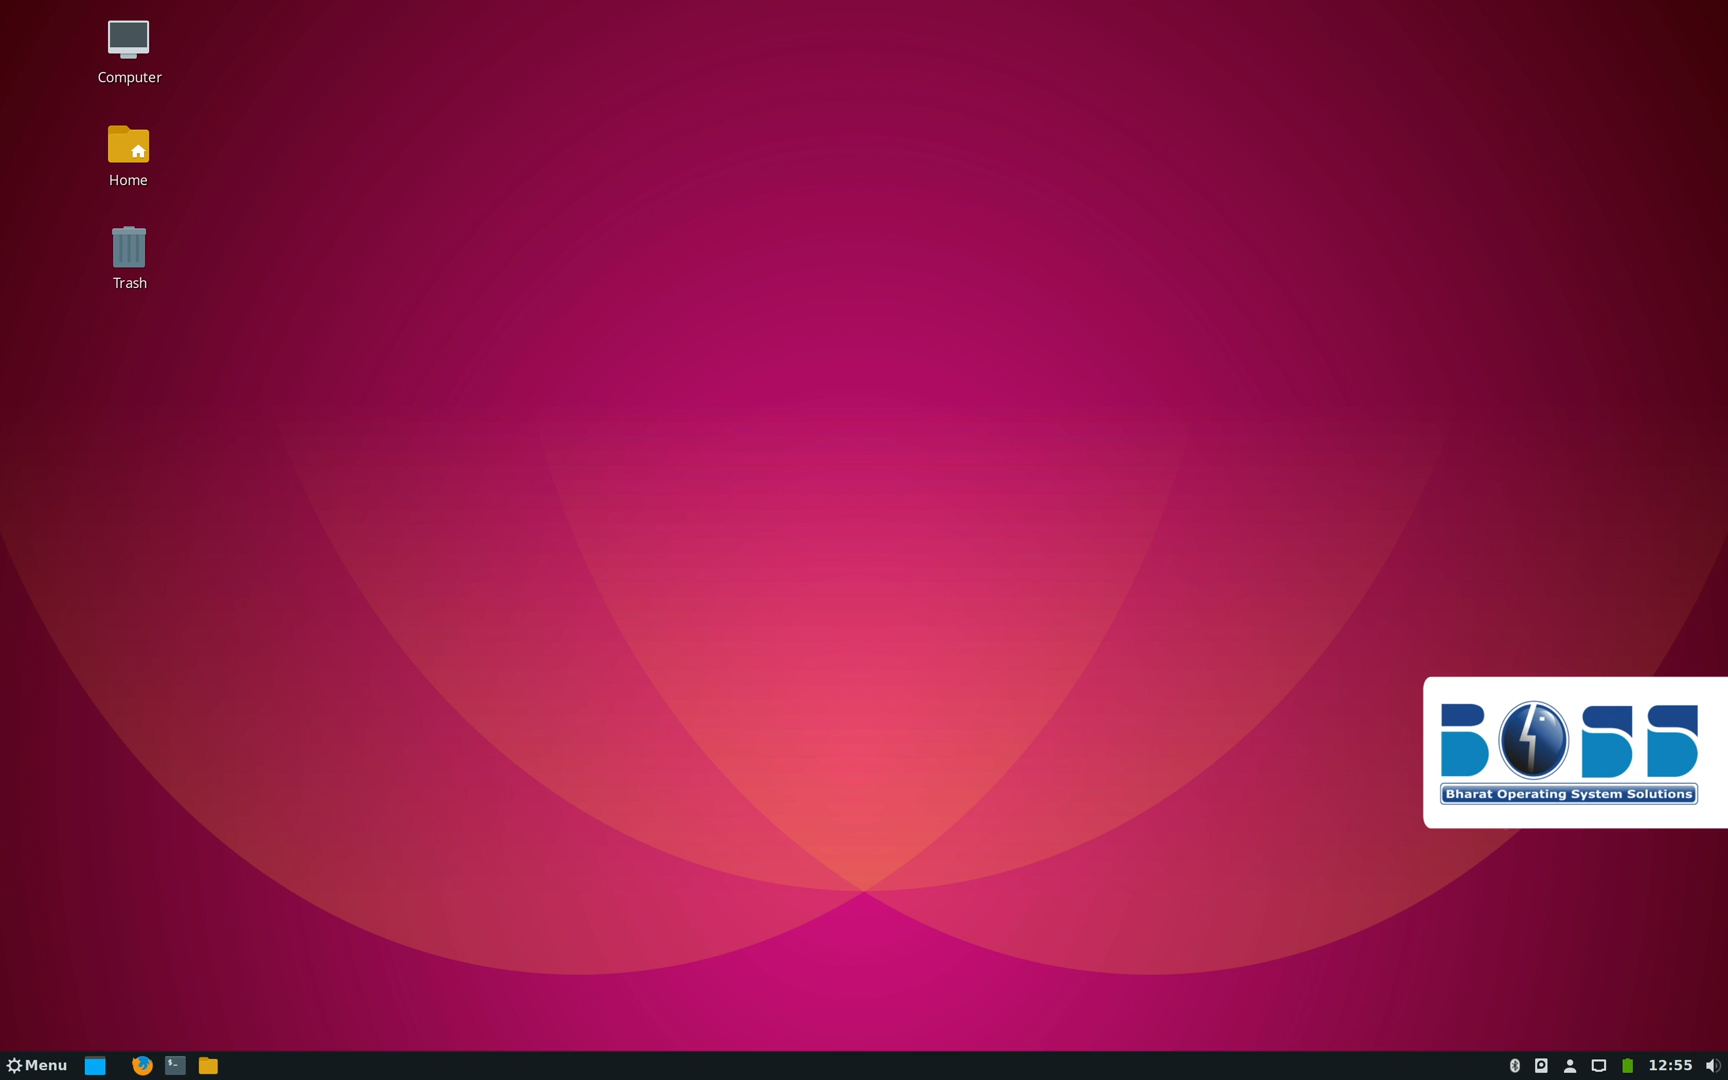 Computer
Home
Trash
BOSS
Bharat Operating System Solutions
Menu
$_
12:55